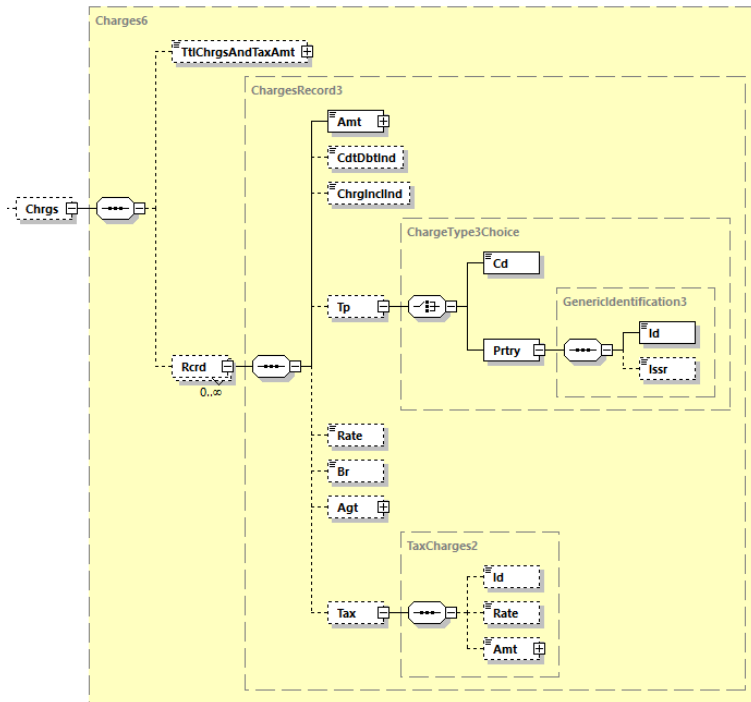 Charges6
TtlChrgsAndTaxAmt
ChargesRecord3
Amt
CdtDbtInd
ChrgInclInd
Chrgs
ChargeType3Choice
Cd
Tp
GenericIdentification3
Id
Prtry
Issr
Rcrd
0..∞
Rate
Br
Agt
TaxCharges2
Id
Tax
Rate
Amt